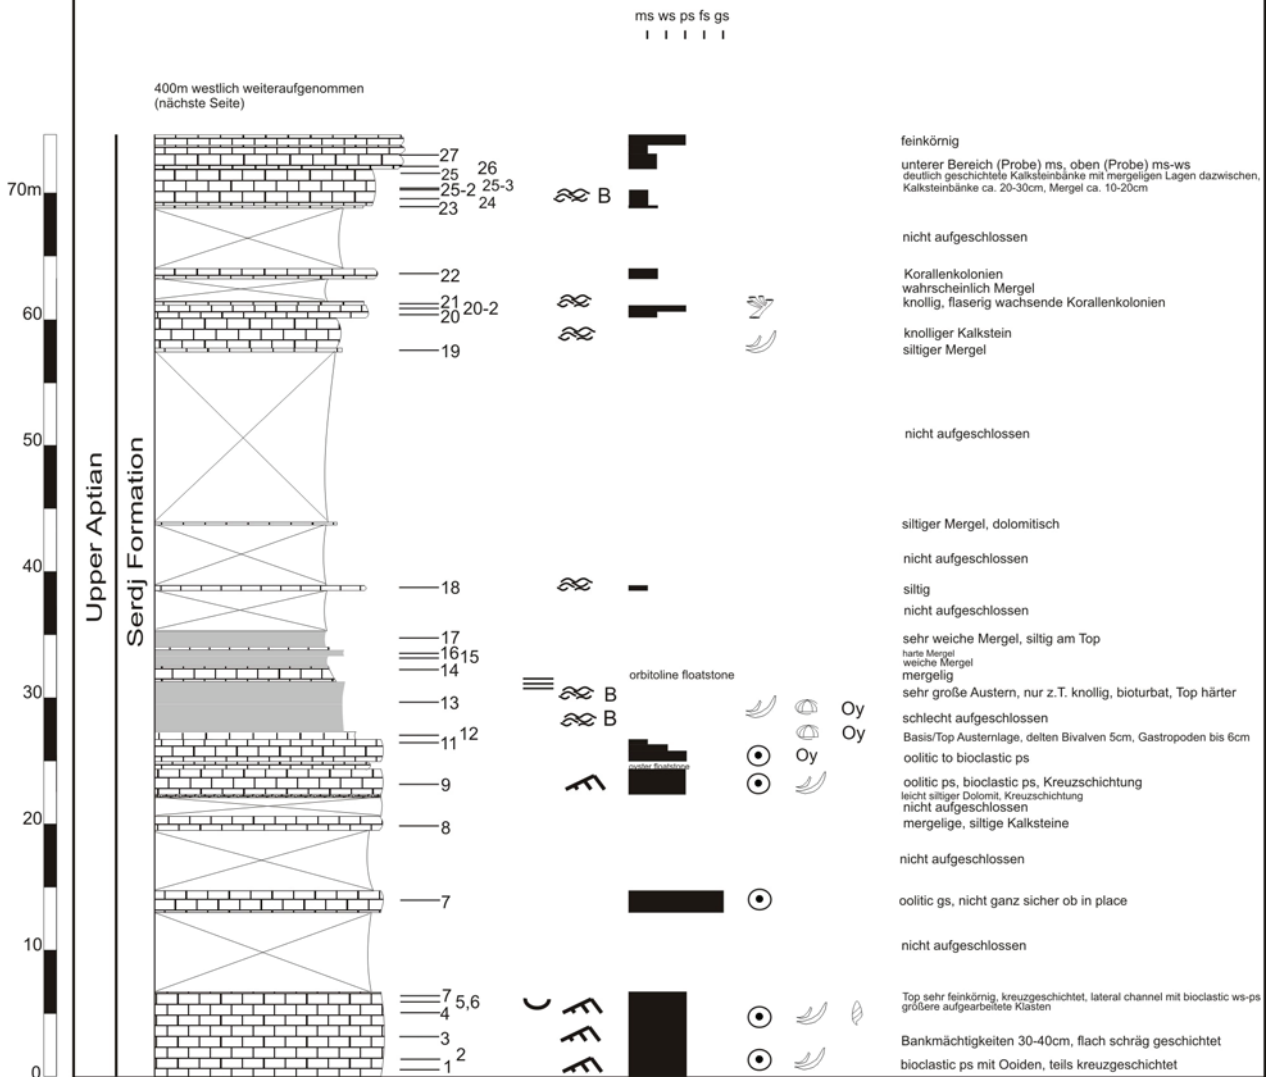 ms ws ps fs gs
400m westlich weiteraufgenommen
(nächste Seite)
27
feinkörnig
26
unterer Bereich (Probe) ms, oben (Probe) ms-ws
25
deutlich geschichtete Kalksteinbänke mit mergeligen Lagen dazwischen,
70m
25-2 25-3
Kalksteinbänke ca. 20-30cm, Mergel ca. 10-20cm
B
24
23
nicht aufgeschlossen
22
Korallenkolonien
wahrscheinlich Mergel
21
20-2
knollig, flaserig wachsende Korallenkolonien
60
20
knolliger Kalkstein
19
siltiger Mergel
50
nicht aufgeschlossen
Upper Aptian
Serdj Formation
siltiger Mergel, dolomitisch
40
nicht aufgeschlossen
18
siltig
nicht aufgeschlossen
17
sehr weiche Mergel, siltig am Top
16
15
harte Mergel
weiche Mergel
14
orbitoline floatstone
mergelig
30
13
B
sehr große Austern, nur z.T. knollig, bioturbat, Top härter
Oy
B
schlecht aufgeschlossen
Oy
12
Basis/Top Austernlage, delten Bivalven 5cm, Gastropoden bis 6cm
11
Oy
oolitic to bioclastic ps
oyster floatstone
9
oolitic ps, bioclastic ps, Kreuzschichtung
leicht siltiger Dolomit, Kreuzschichtung
nicht aufgeschlossen
20
8
mergelige, siltige Kalksteine
nicht aufgeschlossen
7
oolitic gs, nicht ganz sicher ob in place
10
nicht aufgeschlossen
7
5,6
Top sehr feinkörnig, kreuzgeschichtet, lateral channel mit bioclastic ws-ps
größere aufgearbeitete Klasten
4
3
Bankmächtigkeiten 30-40cm, flach schräg geschichtet
2
1
bioclastic ps mit Ooiden, teils kreuzgeschichtet
0